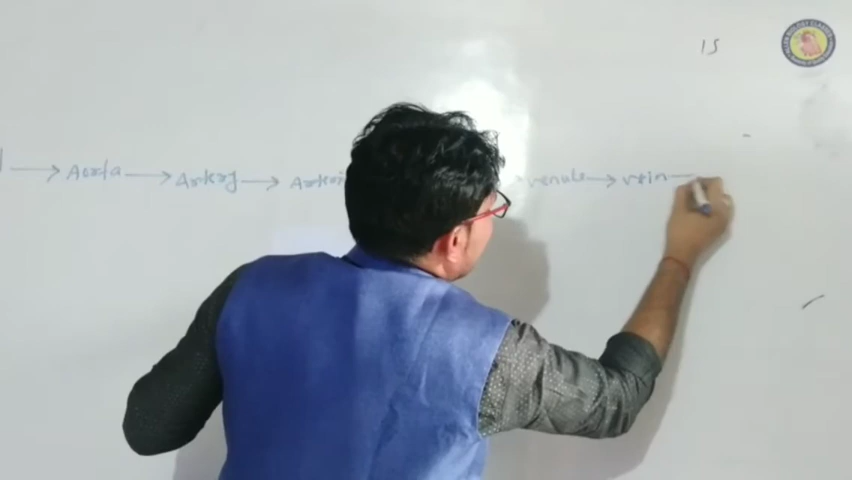 15
→ Aorta → Artery → Arteri → venule → vein —